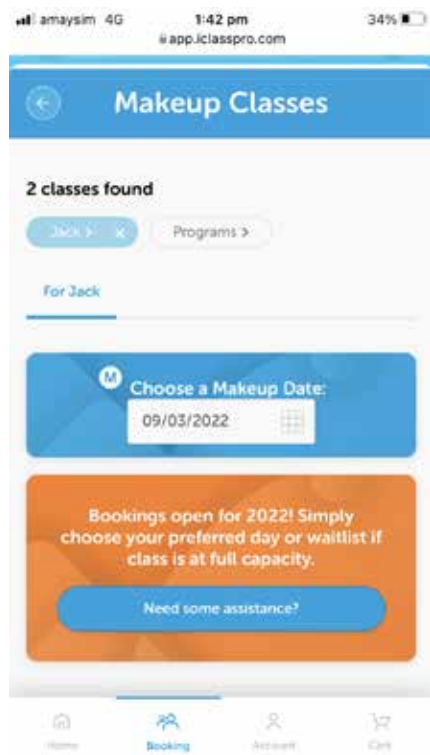 amaysim 4G 1:42 pm 34%
app.iclasspro.com
Makeup Classes
2 classes found
Jack > x Programs >
For Jack
M Choose a Makeup Date:
09/03/2022
Bookings open for 2022! Simply
choose your preferred day or waitlist if
class is at full capacity.
Need some assistance?
Home Booking Account Cart